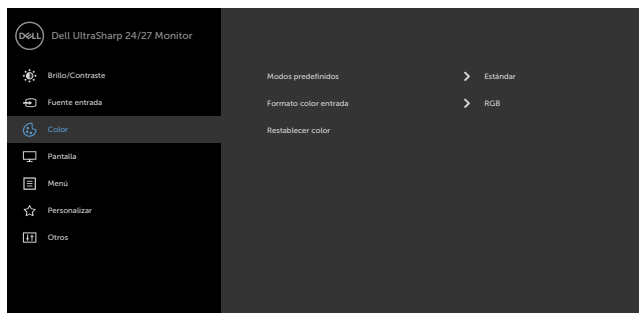 DELL Dell UltraSharp 24/27 Monitor
Brillo/Contraste
Modos predefinidos Estándar
Fuente entrada
Formato color entrada RGB
Color
Restablecer color
Pantalla
Menú
Personalizar
Otros